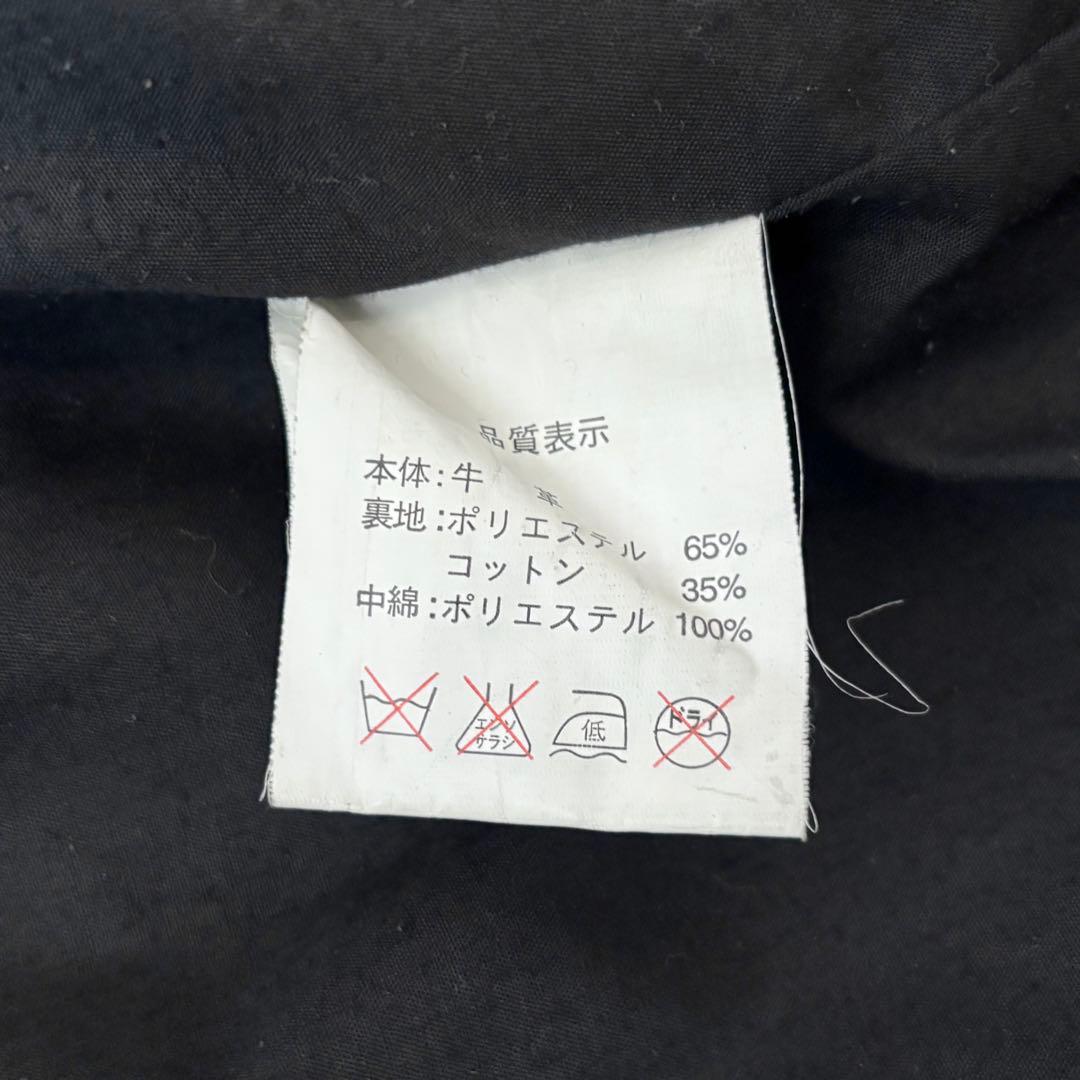 品質表示
本体:牛 革
裏地:ポリエステル 65%
コットン 35%
中綿:ポリエステル 100%
エンソ
サラシ
低
ドライ